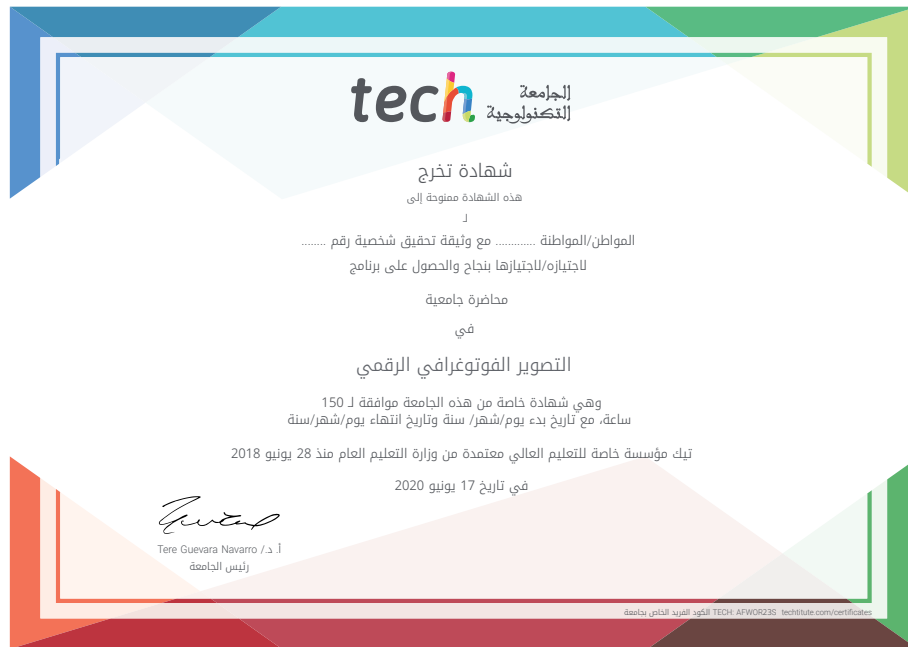 tech الجامعة
التكنولوجية
شهادة تخرج
هذه الشهادة ممنوحة إلى
لـ
المواطن/المواطنة ............ مع وثيقة تحقيق شخصية رقم ........
لاجتيازه/لاجتيازها بنجاح والحصول على برنامج
محاضرة جامعية
في
التصوير الفوتوغرافي الرقمي
وهي شهادة خاصة من هذه الجامعة موافقة لـ 150
ساعة، مع تاريخ بدء يوم/شهر/ سنة وتاريخ انتهاء يوم/شهر/سنة
تيك مؤسسة خاصة للتعليم العالي معتمدة من وزارة التعليم العام منذ 28 يونيو 2018
في تاريخ 17 يونيو 2020
أ. د./ Tere Guevara Navarro
رئيس الجامعة
الكود الفريد الخاص بجامعة TECH: AFWOR23S techtitute.com/certificates